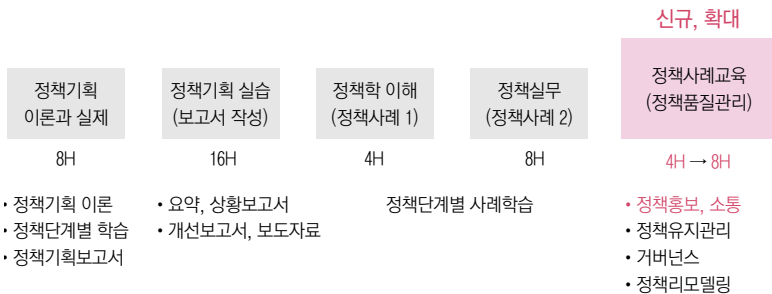 신규, 확대
정책기획
이론과 실제
정책기획 실습
(보고서 작성)
정책학 이해
(정책사례 1)
정책실무
(정책사례 2)
정책사례교육
(정책품질관리)
8H
16H
4H
8H
4H → 8H
• 정책기획 이론
• 정책단계별 학습
• 정책기획보고서
• 요약, 상황보고서
• 개선보고서, 보도자료
정책단계별 사례학습
• 정책홍보, 소통
• 정책유지관리
• 거버넌스
• 정책리모델링